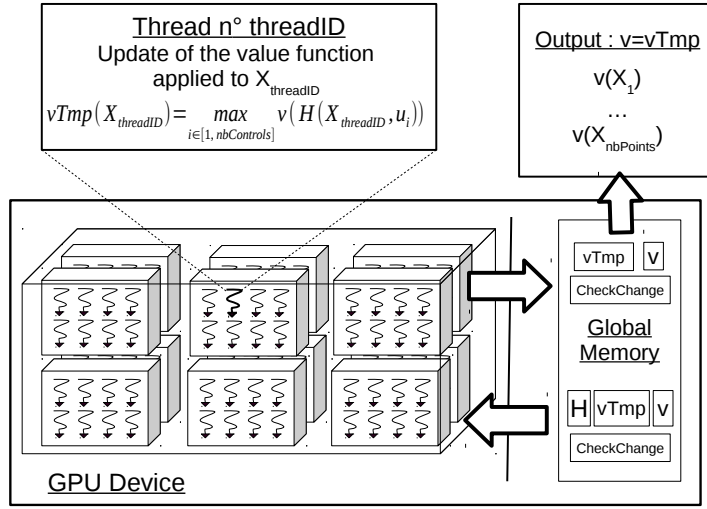 Thread n° threadID
Update of the value function
applied to X_threadID
vTmp(X_threadID)= max v(H(X_threadID,u_i))
i∈[1,nbControls]
Output : v=vTmp
v(X_1)
...
v(X_nbPoints)
vTmp v
CheckChange
Global
Memory
H vTmp v
CheckChange
GPU Device